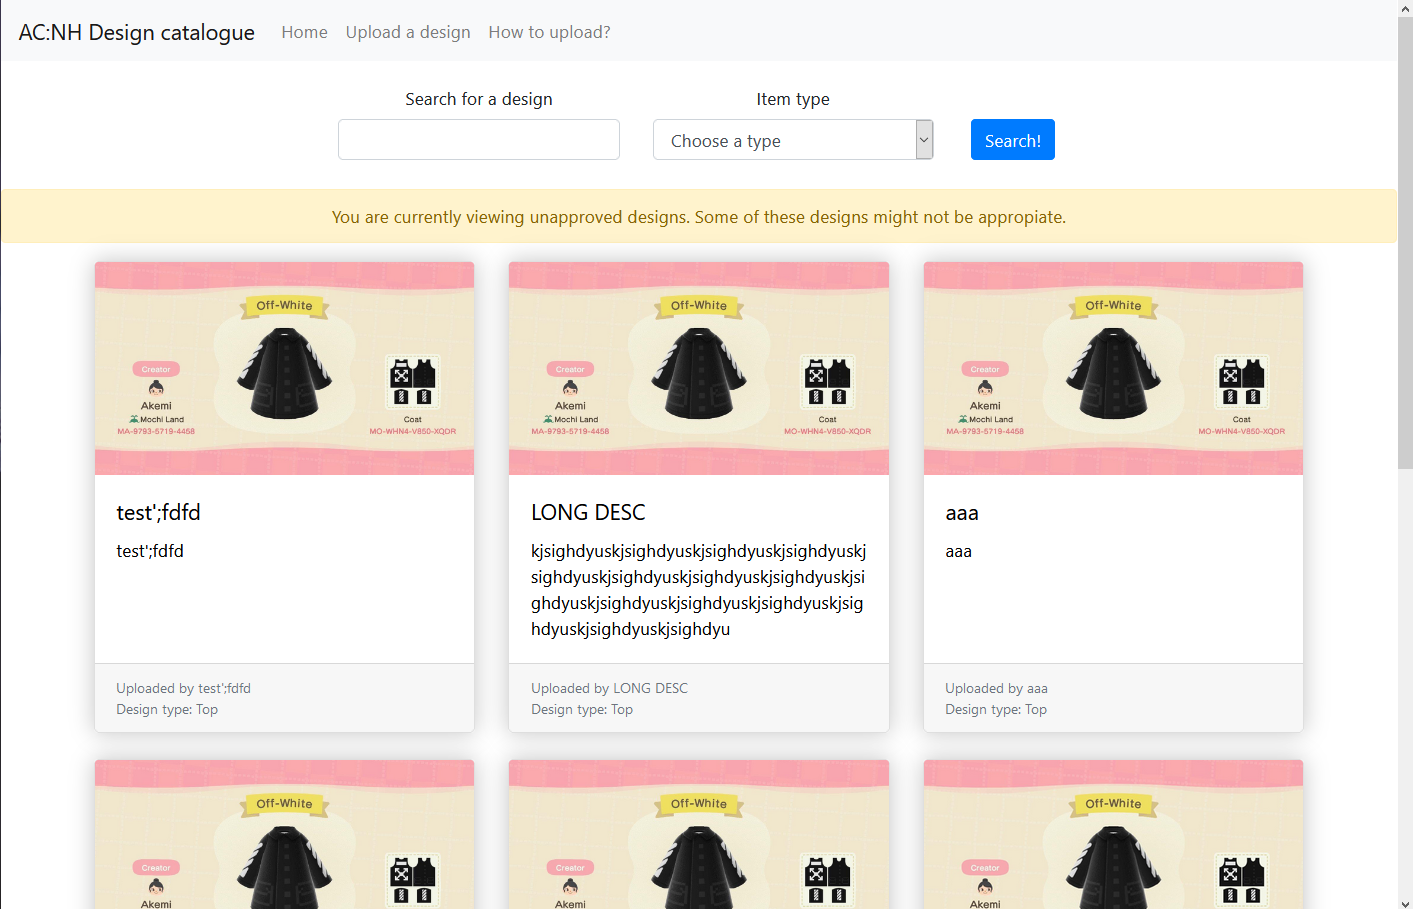 AC:NH Design catalogue Home Upload a design How to upload?
Search for a design Item type
Choose a type Search!
You are currently viewing unapproved designs. Some of these designs might not be appropiate.
Off-White
Creator
Akemi
Mochi Land
MA-9793-5719-4458
Coat
MO-WHN4-V850-XQDR
test';fdfd
test';fdfd
Uploaded by test';fdfd
Design type: Top
Off-White
Creator
Akemi
Mochi Land
MA-9793-5719-4458
Coat
MO-WHN4-V850-XQDR
LONG DESC
kjsighdyuskjsighdyuskjsighdyuskjsighdyuskj
sighdyuskjsighdyuskjsighdyuskjsighdyuskjsi
ghdyuskjsighdyuskjsighdyuskjsighdyuskjsig
hdyuskjsighdyuskjsighdyu
Uploaded by LONG DESC
Design type: Top
Off-White
Creator
Akemi
Mochi Land
MA-9793-5719-4458
Coat
MO-WHN4-V850-XQDR
aaa
aaa
Uploaded by aaa
Design type: Top
Off-White
Creator
Akemi
Off-White
Creator
Akemi
Off-White
Creator
Akemi